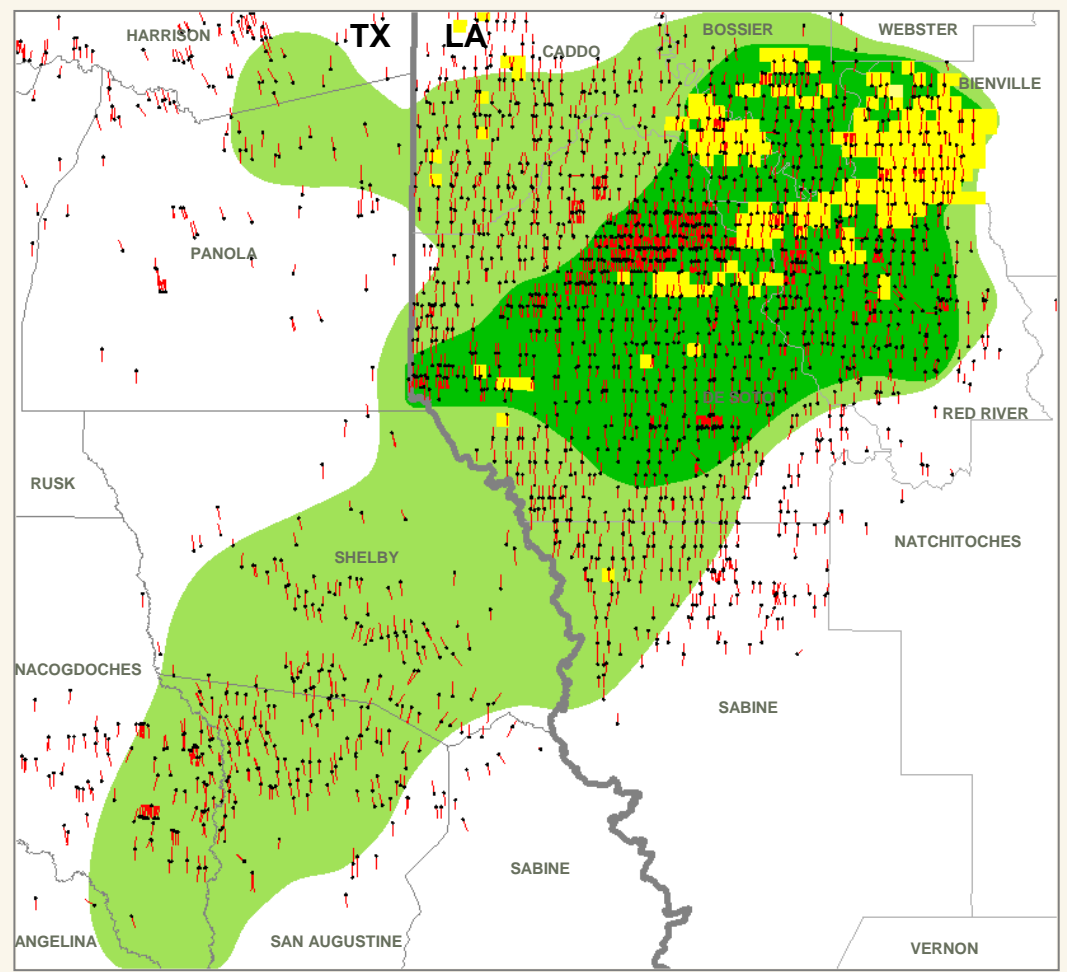 HARRISON
TX
LA
CADDO
BOSSIER
WEBSTER
BIENVILLE
PANOLA
RED RIVER
RUSK
SHELBY
NATCHITOCHES
NACOGDOCHES
SABINE
SABINE
ANGELINA
SAN AUGUSTINE
VERNON